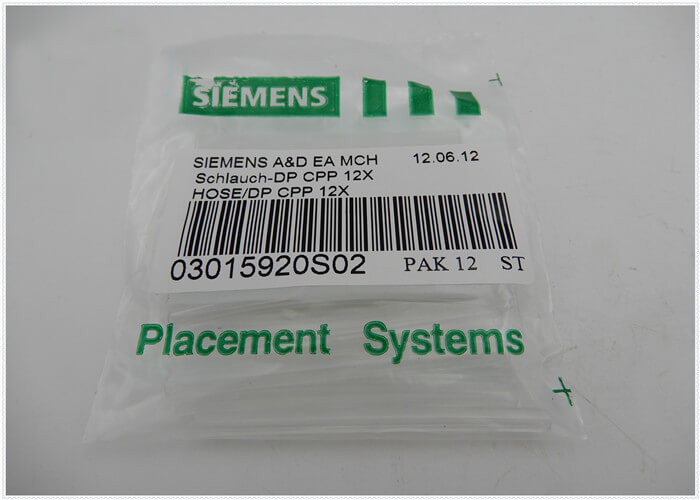 SIEMENS
SIEMENS A&D EA MCH 12.06.12
Schlauch-DP CPP 12X
HOSE/DP CPP 12X
03015920S02 PAK 12 ST
Placement Systems